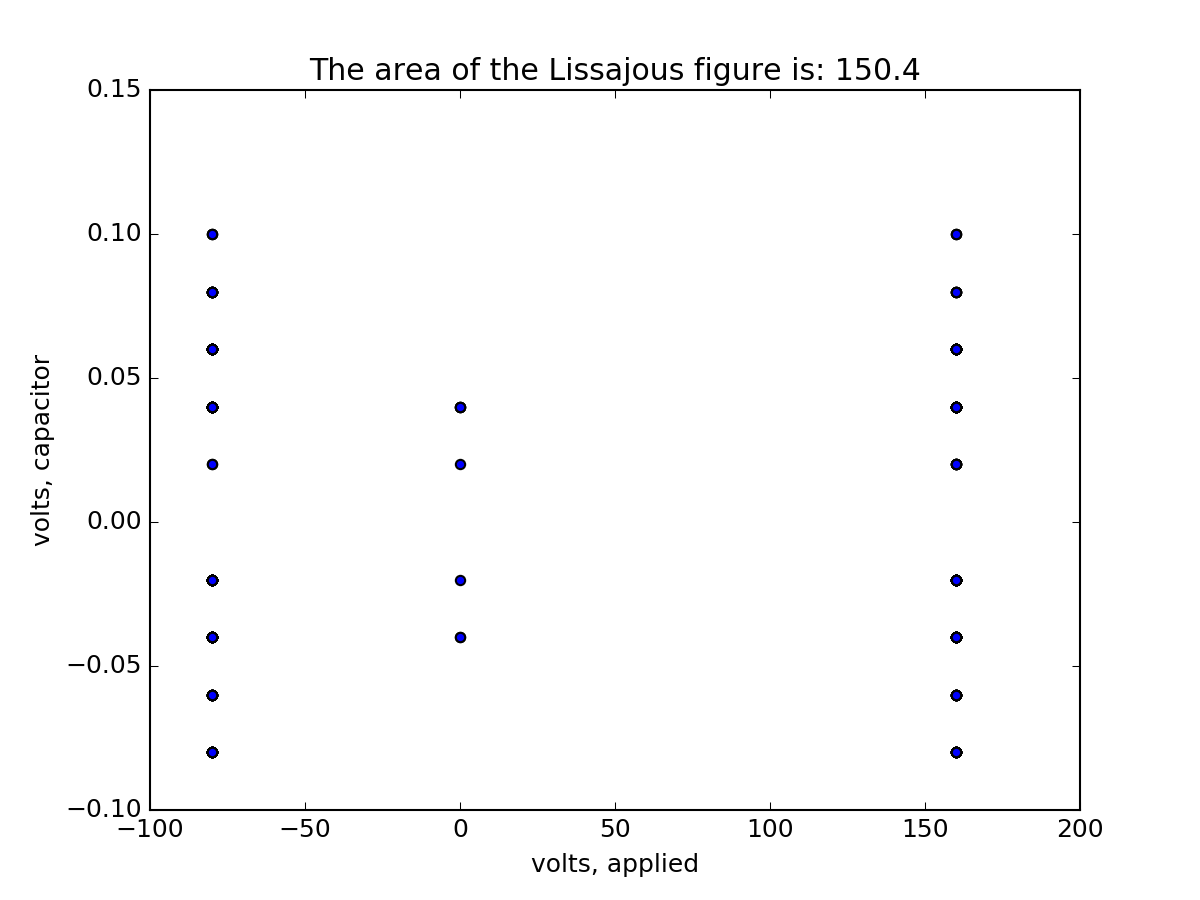 The area of the Lissajous figure is: 150.4
0.15
0.10
0.05
0.00
−0.05
−0.10
volts, capacitor
−100 −50 0 50 100 150 200
volts, applied